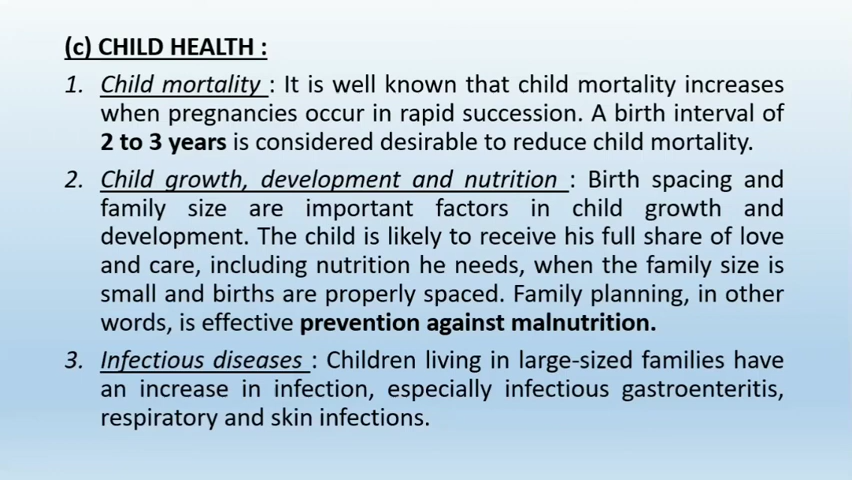 (c) CHILD HEALTH :
1. Child mortality : It is well known that child mortality increases
when pregnancies occur in rapid succession. A birth interval of
2 to 3 years is considered desirable to reduce child mortality.
2. Child growth, development and nutrition : Birth spacing and
family size are important factors in child growth and
development. The child is likely to receive his full share of love
and care, including nutrition he needs, when the family size is
small and births are properly spaced. Family planning, in other
words, is effective prevention against malnutrition.
3. Infectious diseases : Children living in large-sized families have
an increase in infection, especially infectious gastroenteritis,
respiratory and skin infections.